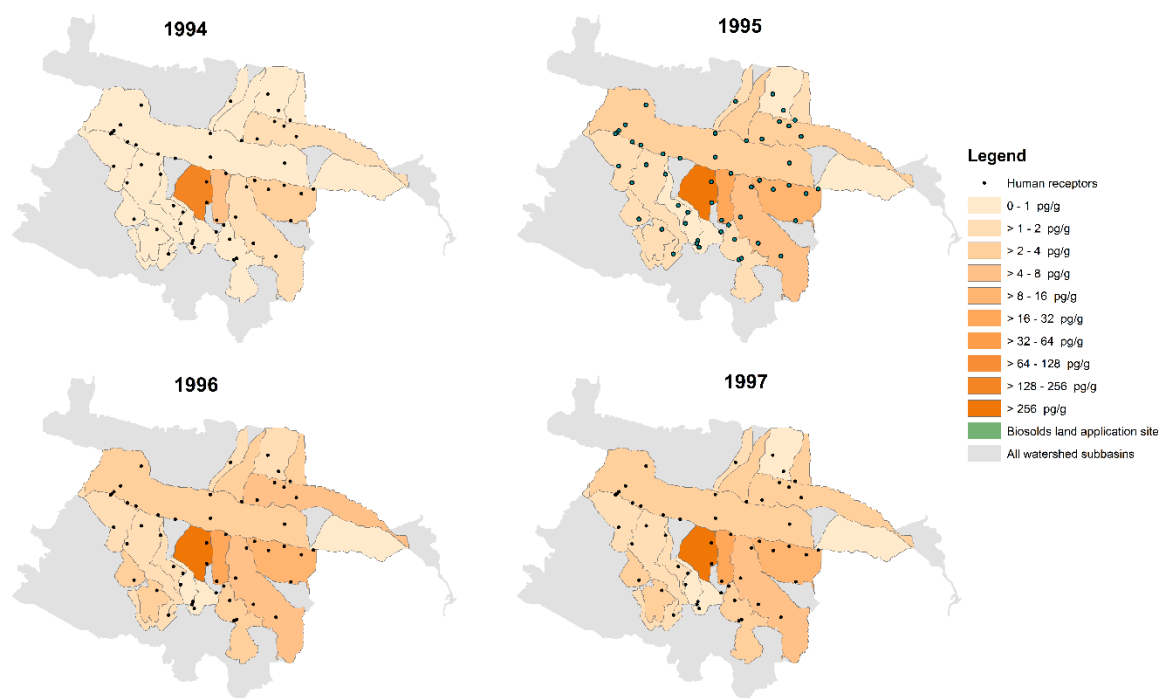 1994
1995
1996
1997
Legend
Human receptors
0 - 1 pg/g
> 1 - 2 pg/g
> 2 - 4 pg/g
> 4 - 8 pg/g
> 8 - 16 pg/g
> 16 - 32 pg/g
> 32 - 64 pg/g
> 64 - 128 pg/g
> 128 - 256 pg/g
> 256 pg/g
Biosolds land application site
All watershed subbasins